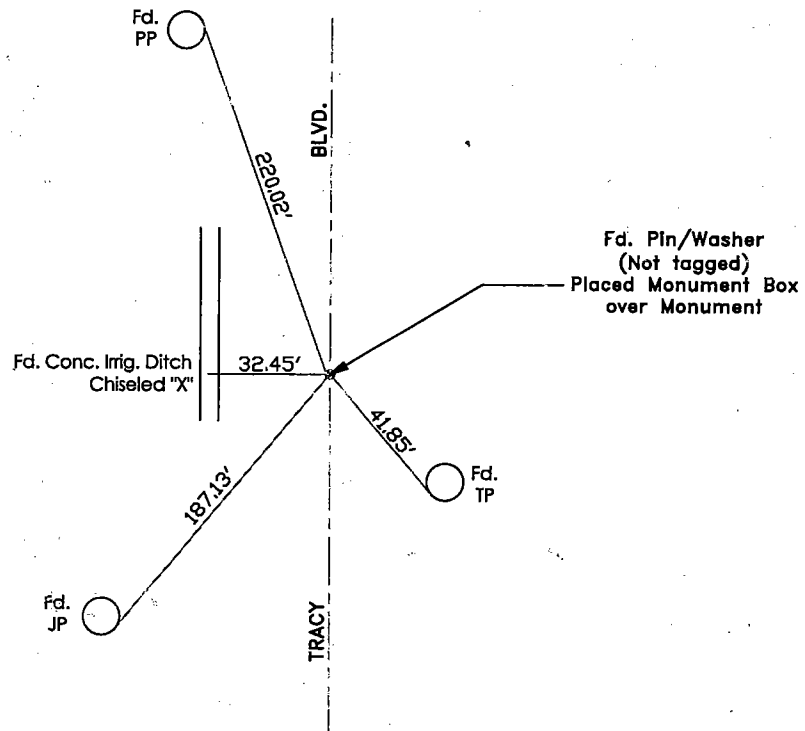 Fd.
PP
BLVD.
220.02'
Fd. Pin/Washer
(Not tagged)
Placed Monument Box
over Monument
Fd. Conc. Irrig. Ditch
Chiseled "X"
32.45'
41.85'
187.13'
Fd.
TP
Fd.
JP
TRACY